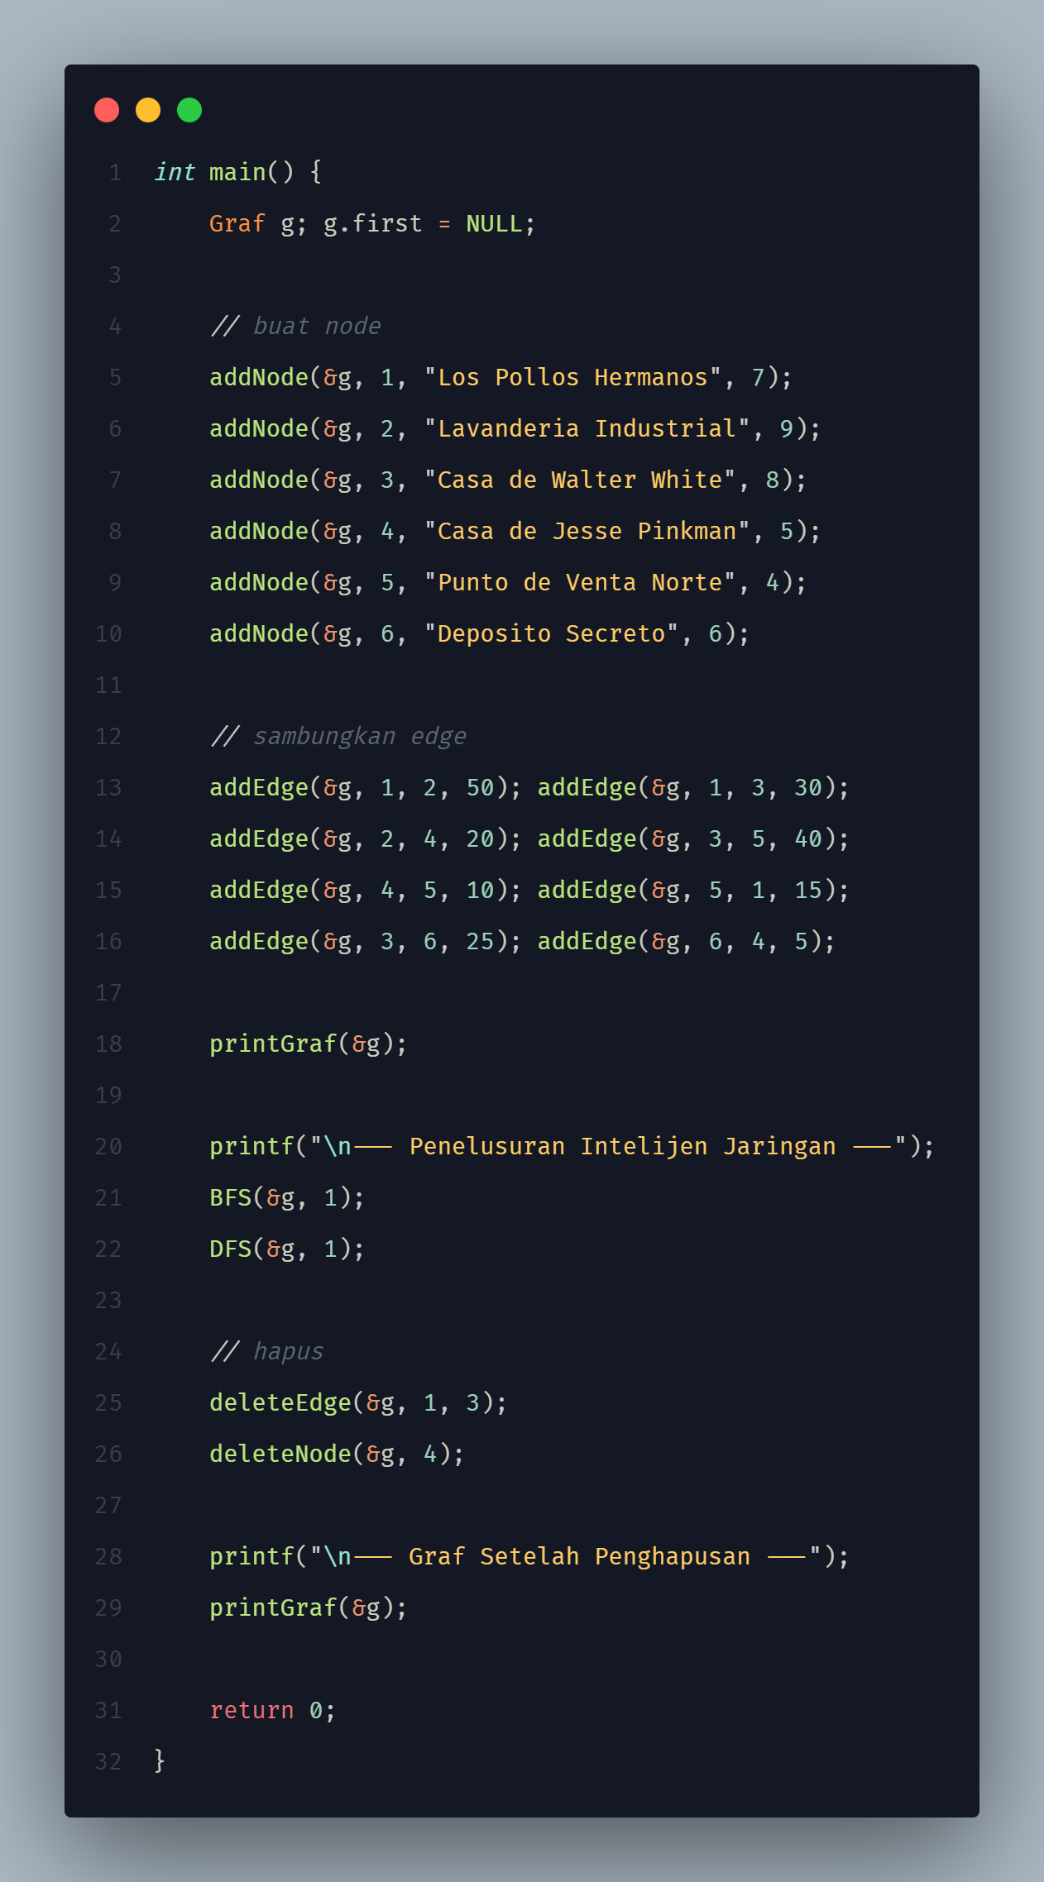 1 int main() {
2     Graf g; g.first = NULL;
3
4     // buat node
5     addNode(&g, 1, "Los Pollos Hermanos", 7);
6     addNode(&g, 2, "Lavanderia Industrial", 9);
7     addNode(&g, 3, "Casa de Walter White", 8);
8     addNode(&g, 4, "Casa de Jesse Pinkman", 5);
9     addNode(&g, 5, "Punto de Venta Norte", 4);
10     addNode(&g, 6, "Deposito Secreto", 6);
11
12     // sambungkan edge
13     addEdge(&g, 1, 2, 50); addEdge(&g, 1, 3, 30);
14     addEdge(&g, 2, 4, 20); addEdge(&g, 3, 5, 40);
15     addEdge(&g, 4, 5, 10); addEdge(&g, 5, 1, 15);
16     addEdge(&g, 3, 6, 25); addEdge(&g, 6, 4, 5);
17
18     printGraf(&g);
19
20     printf("\n--- Penelusuran Intelijen Jaringan ---");
21     BFS(&g, 1);
22     DFS(&g, 1);
23
24     // hapus
25     deleteEdge(&g, 1, 3);
26     deleteNode(&g, 4);
27
28     printf("\n--- Graf Setelah Penghapusan ---");
29     printGraf(&g);
30
31     return 0;
32 }